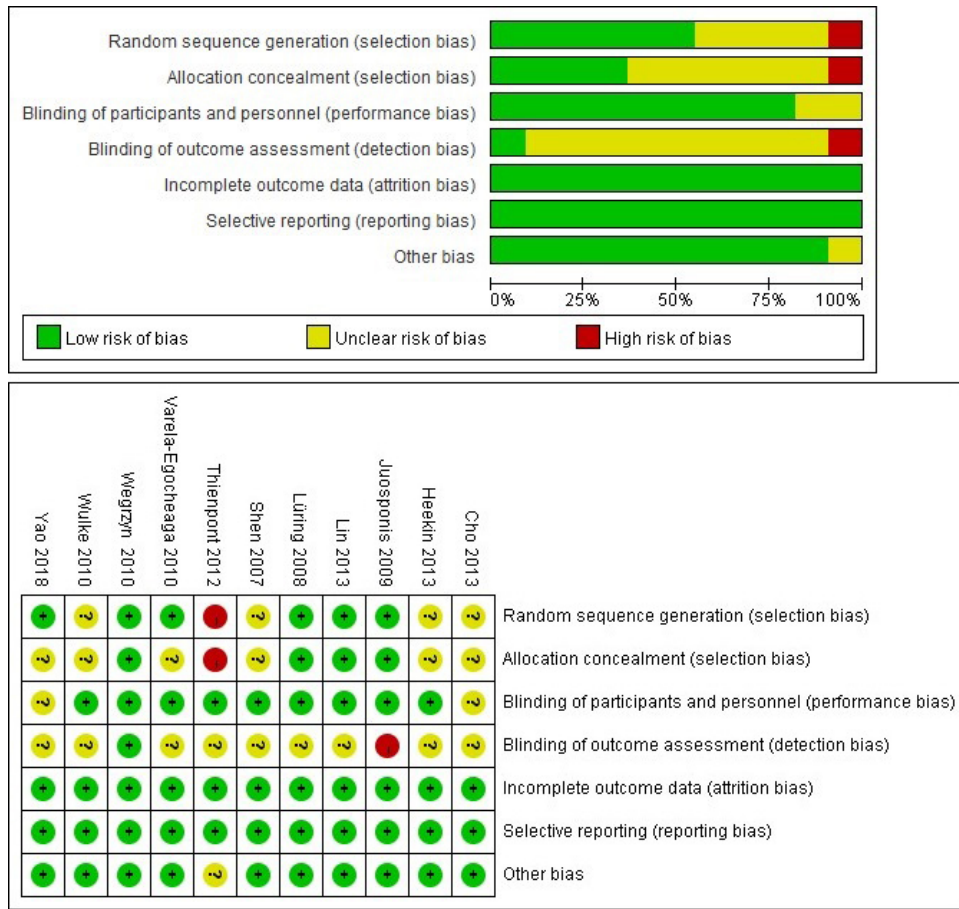 Random sequence generation (selection bias)
Allocation concealment (selection bias)
Blinding of participants and personnel (performance bias)
Blinding of outcome assessment (detection bias)
Incomplete outcome data (attrition bias)
Selective reporting (reporting bias)
Other bias
0% 25% 50% 75% 100%
Low risk of bias Unclear risk of bias High risk of bias
Yao 2018
Wulke 2010
Wegrzyn 2010
Varela-Egocheaga 2010
Thienpont 2012
Shen 2007
Lüring 2008
Lin 2013
Juosponis 2009
Heekin 2013
Cho 2013
+ ? + + - ? + + + ? ? Random sequence generation (selection bias)
? ? + ? - ? + + + ? ? Allocation concealment (selection bias)
? + + + + + + + + + ? Blinding of participants and personnel (performance bias)
? ? + ? ? ? ? ? - ? ? Blinding of outcome assessment (detection bias)
+ + + + + + + + + + + Incomplete outcome data (attrition bias)
+ + + + + + + + + + + Selective reporting (reporting bias)
+ + + + ? + + + + + + Other bias